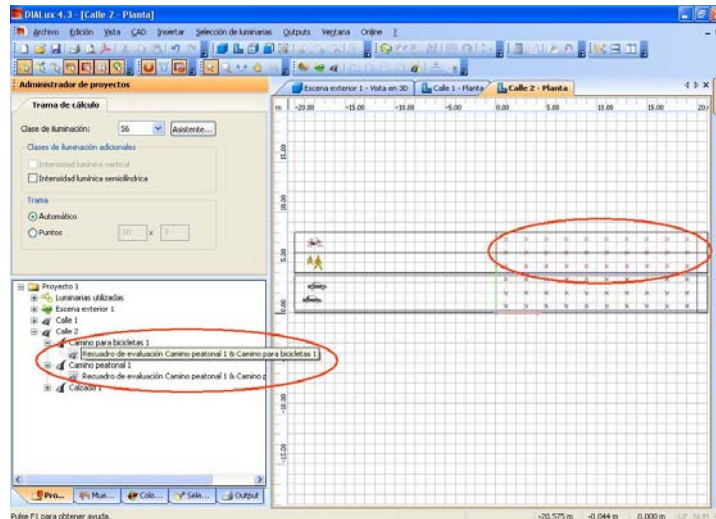 DIALux 4.3 - [Calle 2 - Planta]
Archivo Edición Vista CAD Insertar Selección de luminarias Outputs Ventana Online ?
Administrador de proyectos
Escena exterior 1 - Vista en 3D
Calle 1 - Planta
Calle 2 - Planta
Trama de cálculo
m -20.00 -15.00 -10.00 -5.00 0.00 5.00 10.00 15.00
Clase de iluminación: S6 Asistente...
Clases de iluminación adicionales
Intensidad lumínica vertical
Intensidad lumínica semicilíndrica
Trama
Automático
Puntos 10 x 3
15.00
10.00
5.00
0.00
-10.00
-15.00
Proyecto 1
Luminarias utilizadas
Escena exterior 1
Calle 1
Calle 2
Camino para bicicletas 1
Recuadro de evaluación Camino peatonal 1 & Camino para bicicletas 1
Camino peatonal 1
Recuadro de evaluación Camino peatonal 1 & Camino p
Calzada 1
Pro... Mue... Colo... Sele... Output
Pulse F1 para obtener ayuda.
-20.575 m -0.044 m 0.000 m